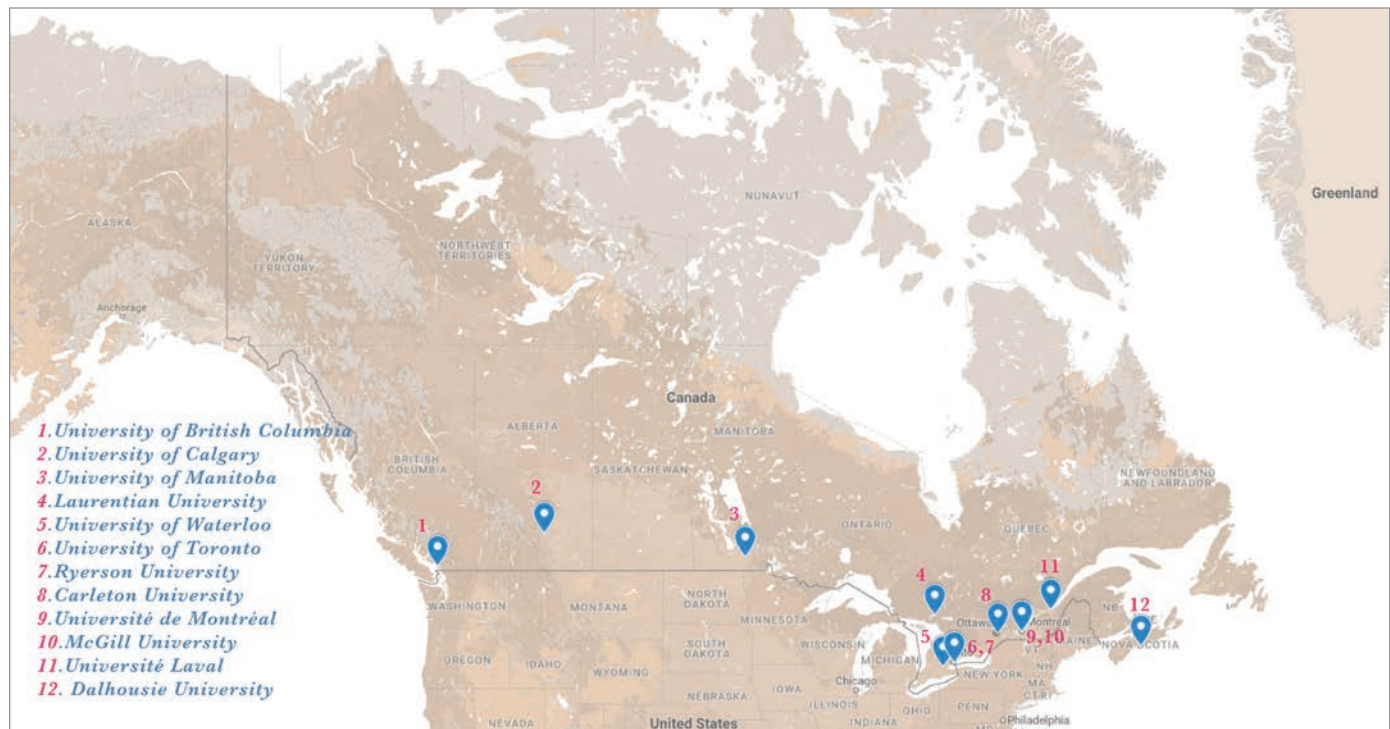 Greenland
NUNAVUT
ALASKA
YUKON
TERRITORY
NORTHWEST
TERRITORIES
Anchorage
Canada
ALBERTA
MANITOBA
BRITISH
COLUMBIA
SASKATCHEWAN
NEWFOUNDLAND
AND LABRADOR
ONTARIO
QUEBEC
1.University of British Columbia
2.University of Calgary
3.University of Manitoba
4.Laurentian University
5.University of Waterloo
6.University of Toronto
7.Ryerson University
8.Carleton University
9.Université de Montréal
10.McGill University
11.Université Laval
12. Dalhousie University
1
2
3
4
5
6,7
8
9,10
11
12
WASHINGTON
MONTANA
NORTH
DAKOTA
MINNESOTA
Ottawa
Montreal
NB
NOVA SCOTIA
OREGON
IDAHO
WYOMING
SOUTH
DAKOTA
WISCONSIN
MICHIGAN
VT
NH
NEW YORK
MA
CT RI
NEBRASKA
IOWA
Chicago
ILLINOIS
INDIANA
OHIO
PENN
Philadelphia
NEVADA
United States